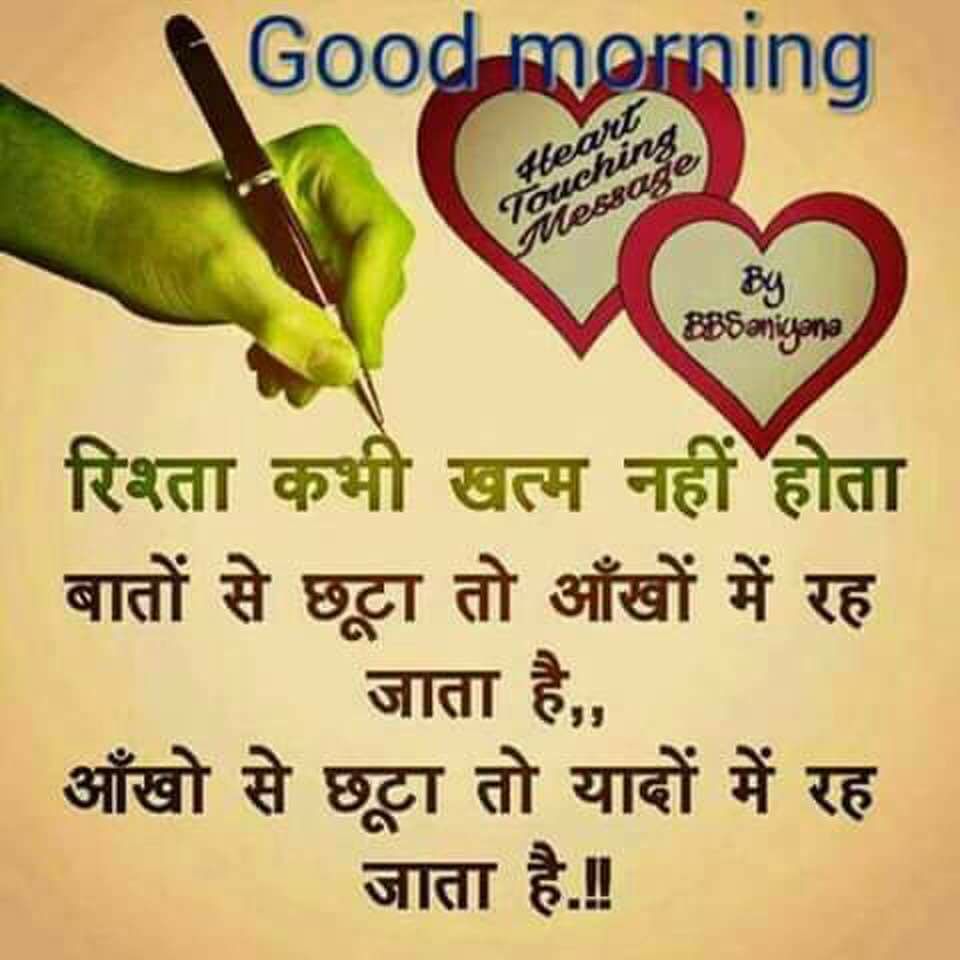 Good morning
Heart
Touching
Message
By
BBSaniyana
रिश्ता कभी खत्म नहीं होता
बातों से छूटा तो आँखों में रह
जाता है,,
आँखो से छूटा तो यादों में रह
जाता है.!!